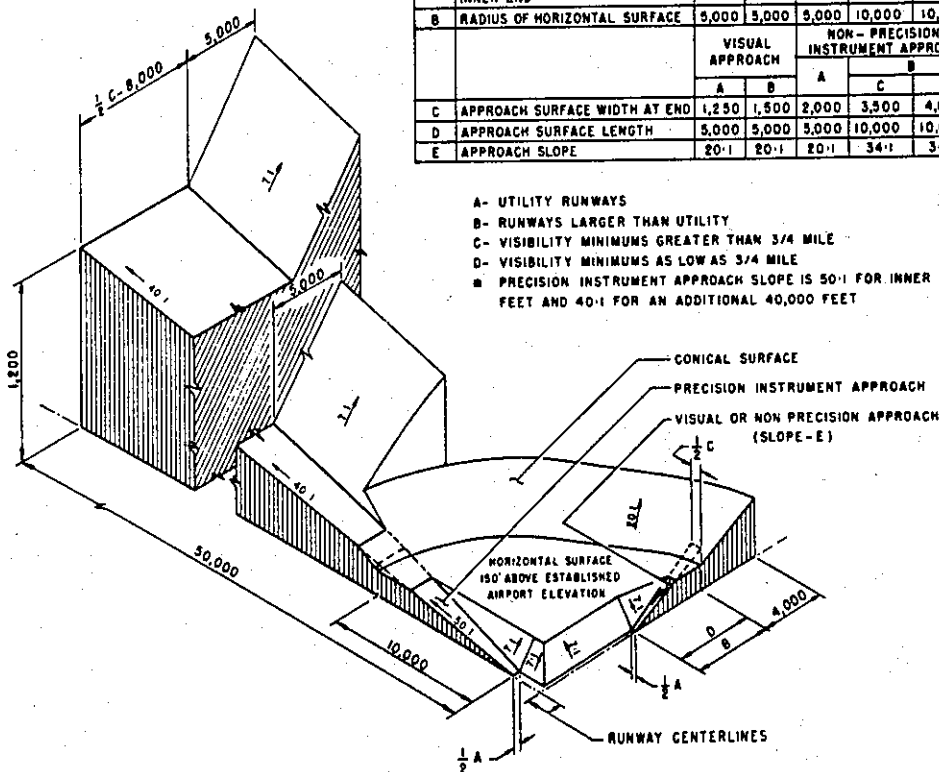 B RADIUS OF HORIZONTAL SURFACE 5,000 5,000 5,000 10,000 10,
VISUAL APPROACH
NON-PRECISION INSTRUMENT APPRO
A B A B
C
C APPROACH SURFACE WIDTH AT END 1,250 1,500 2,000 3,500 4,
D APPROACH SURFACE LENGTH 5,000 5,000 5,000 10,000 10,
E APPROACH SLOPE 20:1 20:1 20:1 34:1 3
A- UTILITY RUNWAYS
B- RUNWAYS LARGER THAN UTILITY
C- VISIBILITY MINIMUMS GREATER THAN 3/4 MILE
D- VISIBILITY MINIMUMS AS LOW AS 3/4 MILE
PRECISION INSTRUMENT APPROACH SLOPE IS 50:1 FOR INNER
FEET AND 40:1 FOR AN ADDITIONAL 40,000 FEET
5,000
1/2 C-8,000
7:1
40:1
5,000
1,200
7:1
40:1
CONICAL SURFACE
PRECISION INSTRUMENT APPROACH
VISUAL OR NON PRECISION APPROACH
(SLOPE-E)
1/2 C
20:1
HORIZONTAL SURFACE
150' ABOVE ESTABLISHED
AIRPORT ELEVATION
50,000
50:1
10,000
7:1
7:1
7:1
7:1
4,000
D
B
1/2 A
RUNWAY CENTERLINES
1/2 A